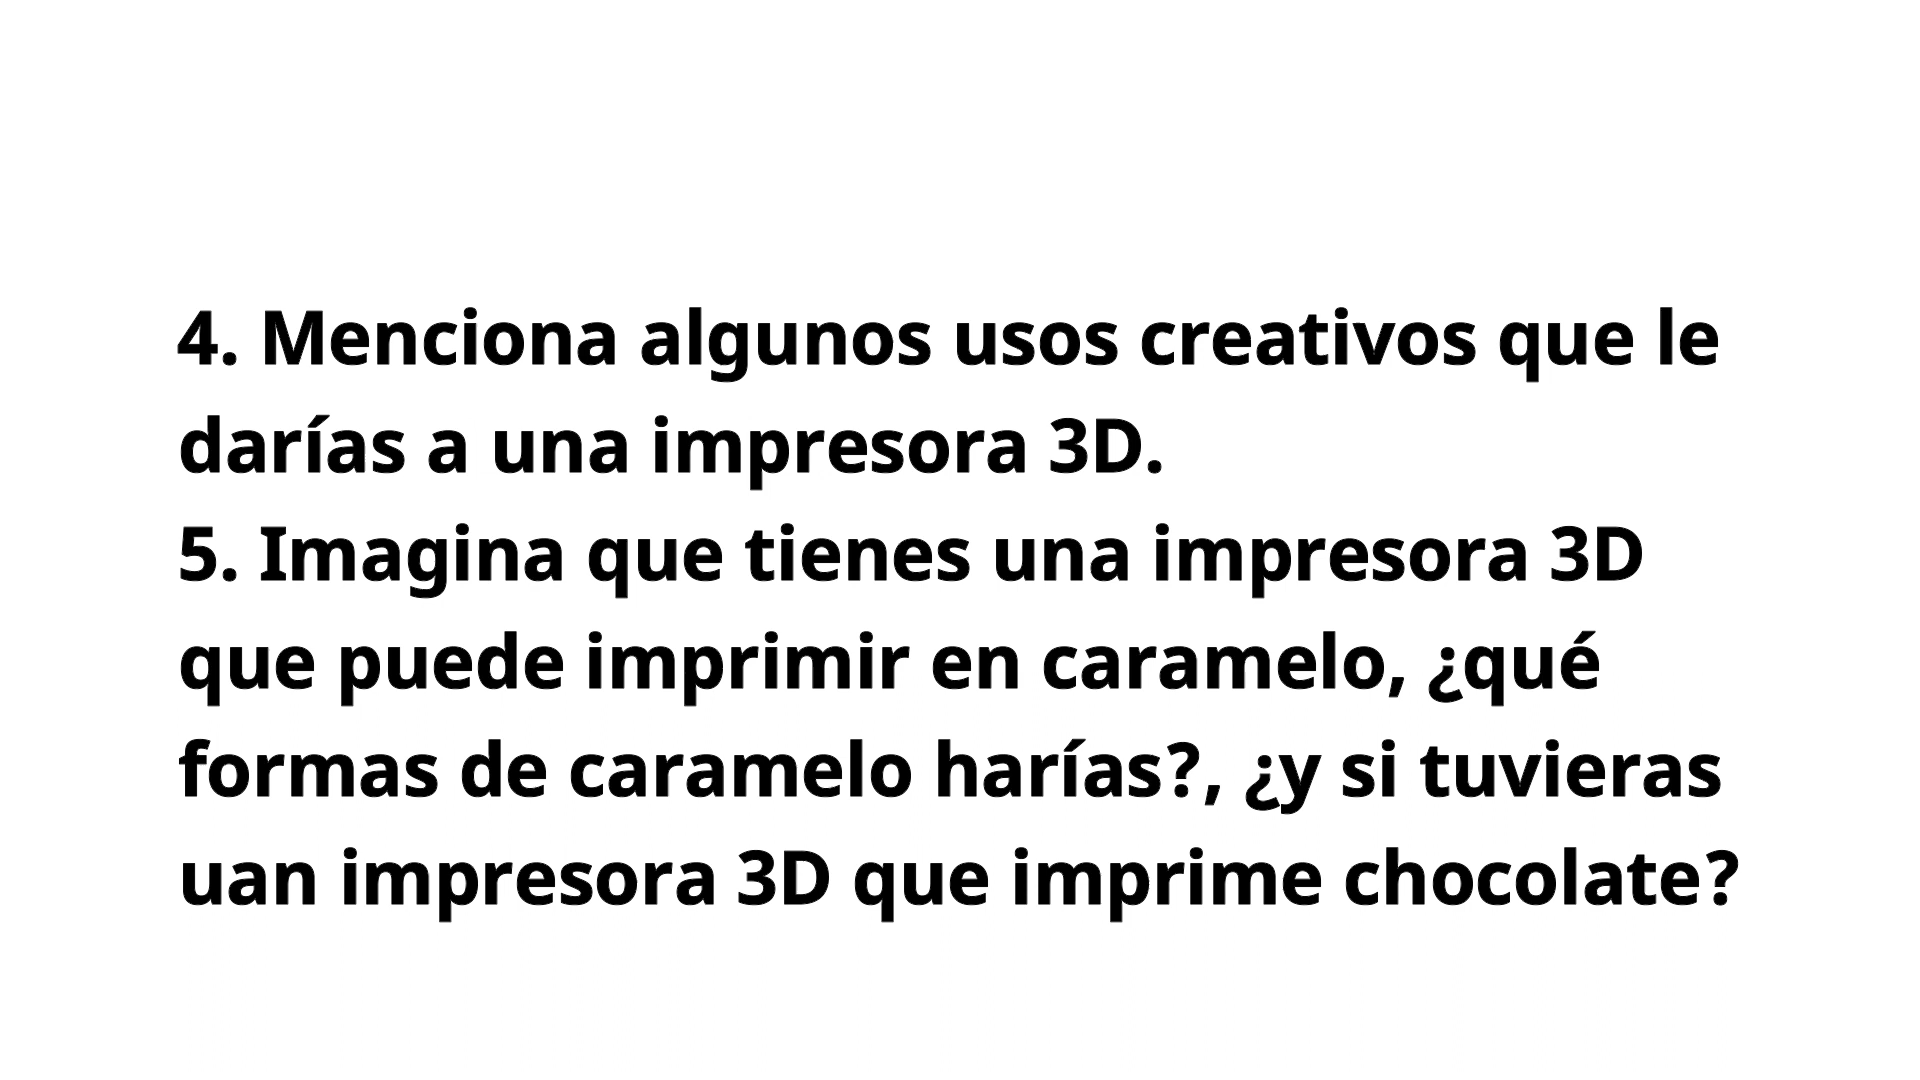 4. Menciona algunos usos creativos que le
darías a una impresora 3D.
5. Imagina que tienes una impresora 3D
que puede imprimir en caramelo, ¿qué
formas de caramelo harías?, ¿y si tuvieras
uan impresora 3D que imprime chocolate?